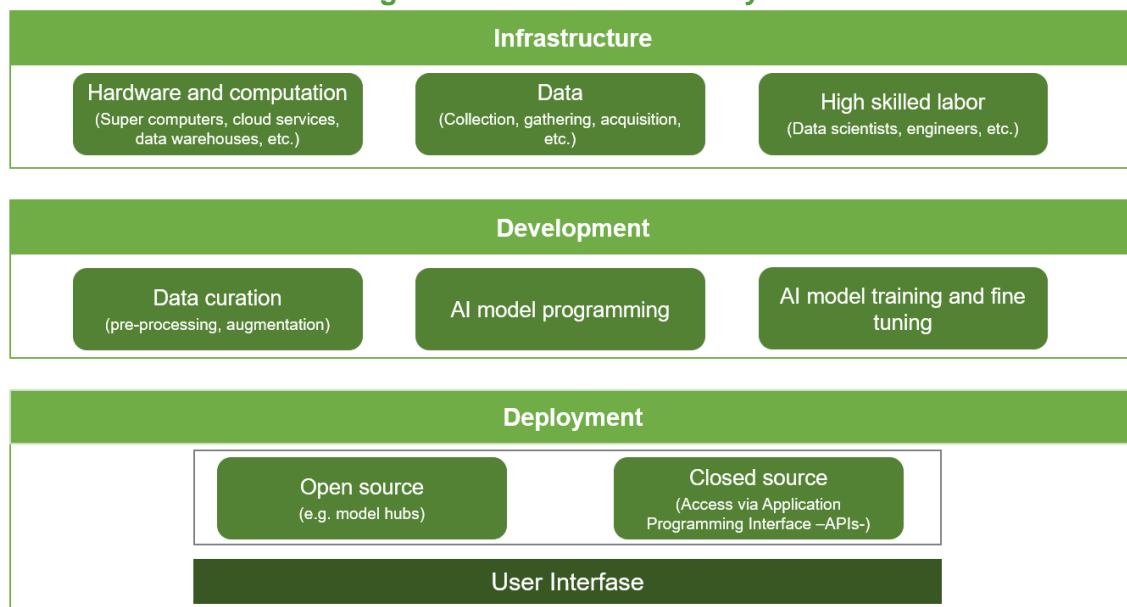 Infrastructure
Hardware and computation
(Super computers, cloud services,
data warehouses, etc.)
Data
(Collection, gathering, acquisition,
etc.)
High skilled labor
(Data scientists, engineers, etc.)
Development
Data curation
(pre-processing, augmentation)
AI model programming
AI model training and fine
tuning
Deployment
Open source
(e.g. model hubs)
Closed source
(Access via Application
Programming Interface –APIs-)
User Interfase